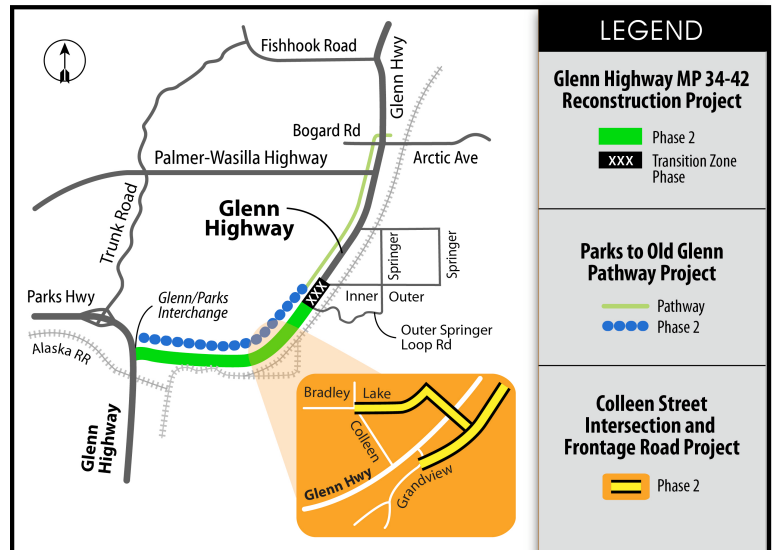 Fishhook Road
Glenn Hwy
Bogard Rd
Arctic Ave
Palmer-Wasilla Highway
Trunk Road
Glenn
Highway
Springer
Springer
Inner
Outer
XXX
Parks Hwy
Glenn/Parks
Interchange
Alaska RR
Outer Springer
Loop Rd
Glenn
Highway
Bradley
Lake
Colleen
Glenn Hwy
Grandview
LEGEND
Glenn Highway MP 34-42
Reconstruction Project
Phase 2
XXX
Transition Zone
Phase
Parks to Old Glenn
Pathway Project
Pathway
Phase 2
Colleen Street
Intersection and
Frontage Road Project
Phase 2